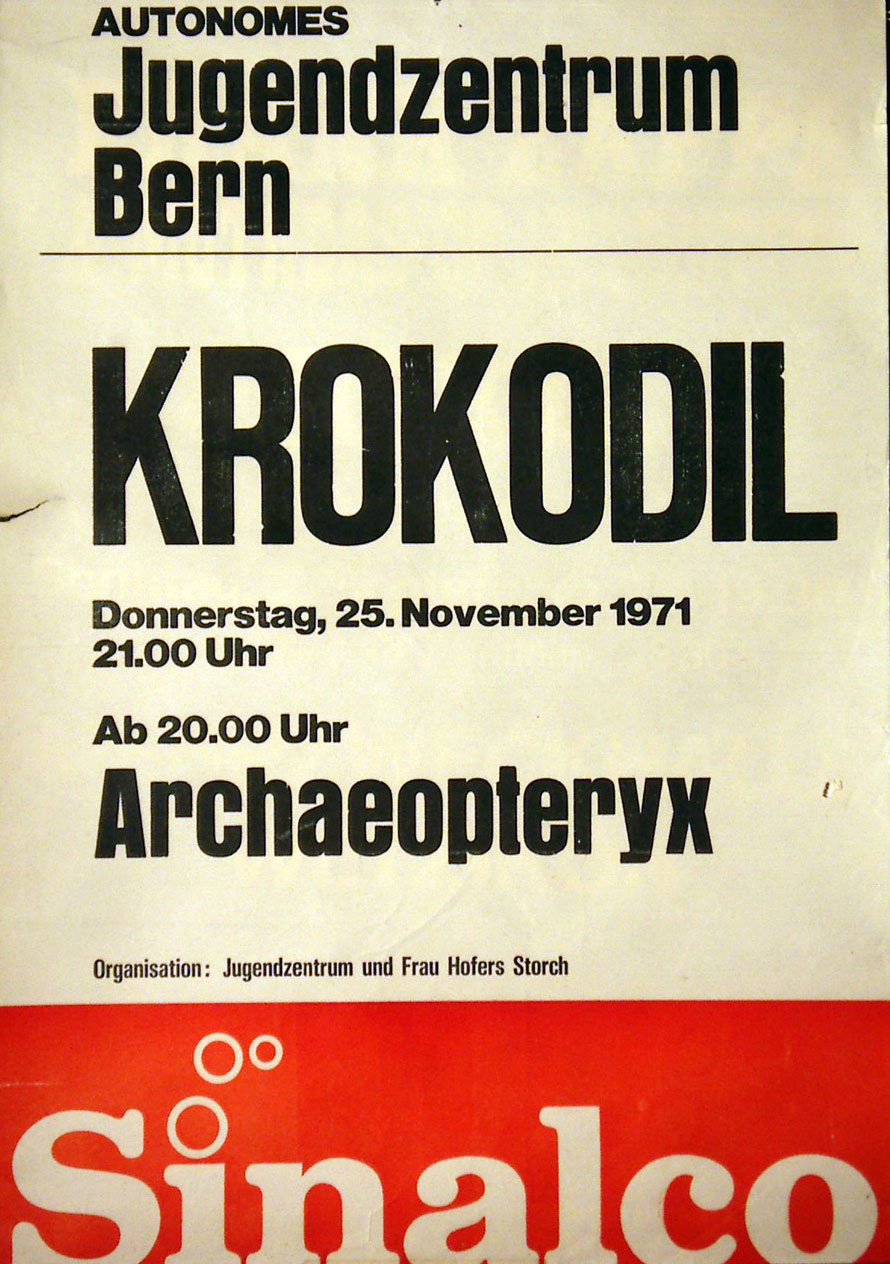 AUTONOMES
Jugendzentrum
Bern
KROKODIL
Donnerstag, 25. November 1971
21.00 Uhr
Ab 20.00 Uhr
Archaeopteryx
Organisation: Jugendzentrum und Frau Hofers Storch
Sinalco